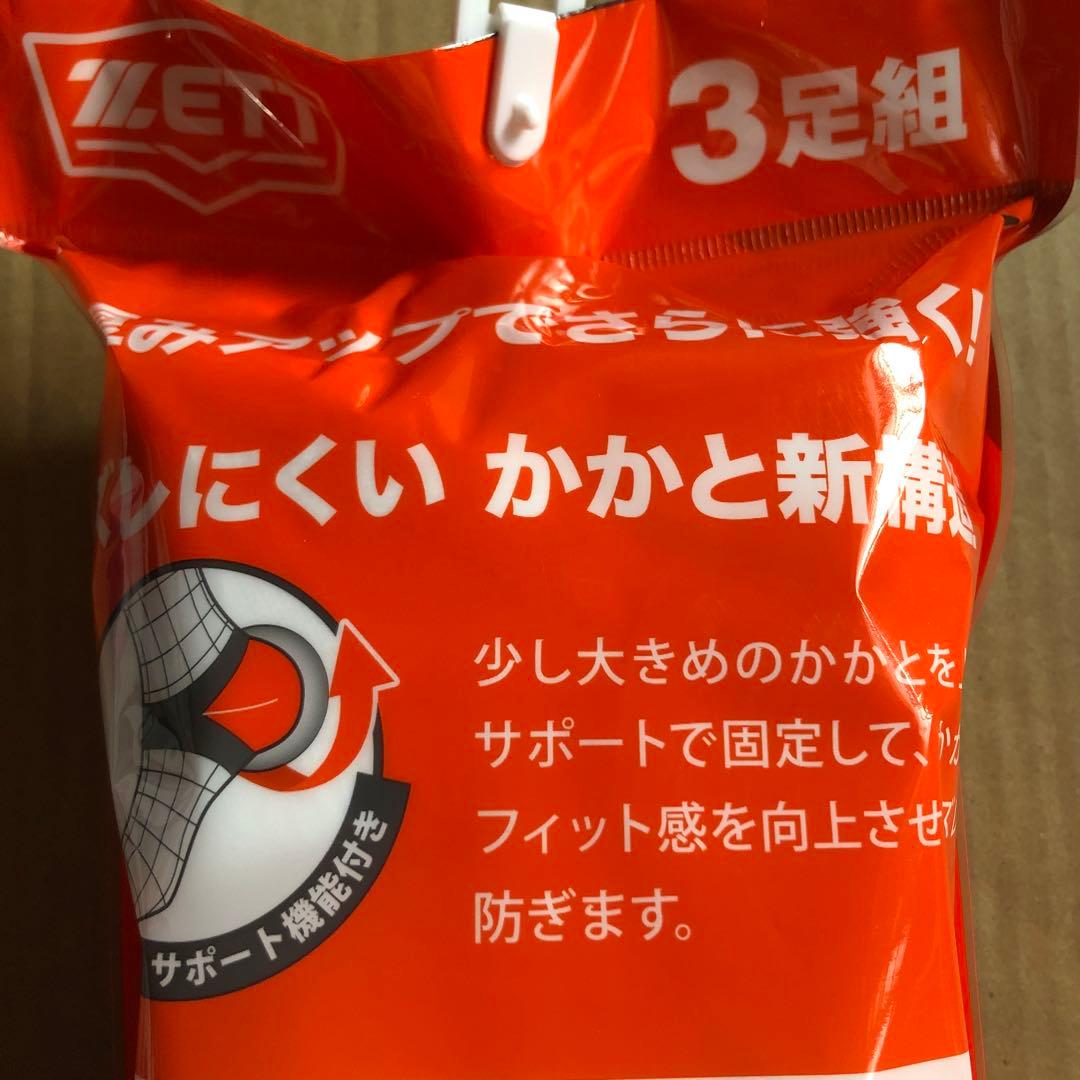 ZETT
3足組
みアップでさらに強く!
しにくい かかと新構造
少し大きめのかかとを
サポートで固定して、
フィット感を向上させ
防ぎます。
サポート機能付き